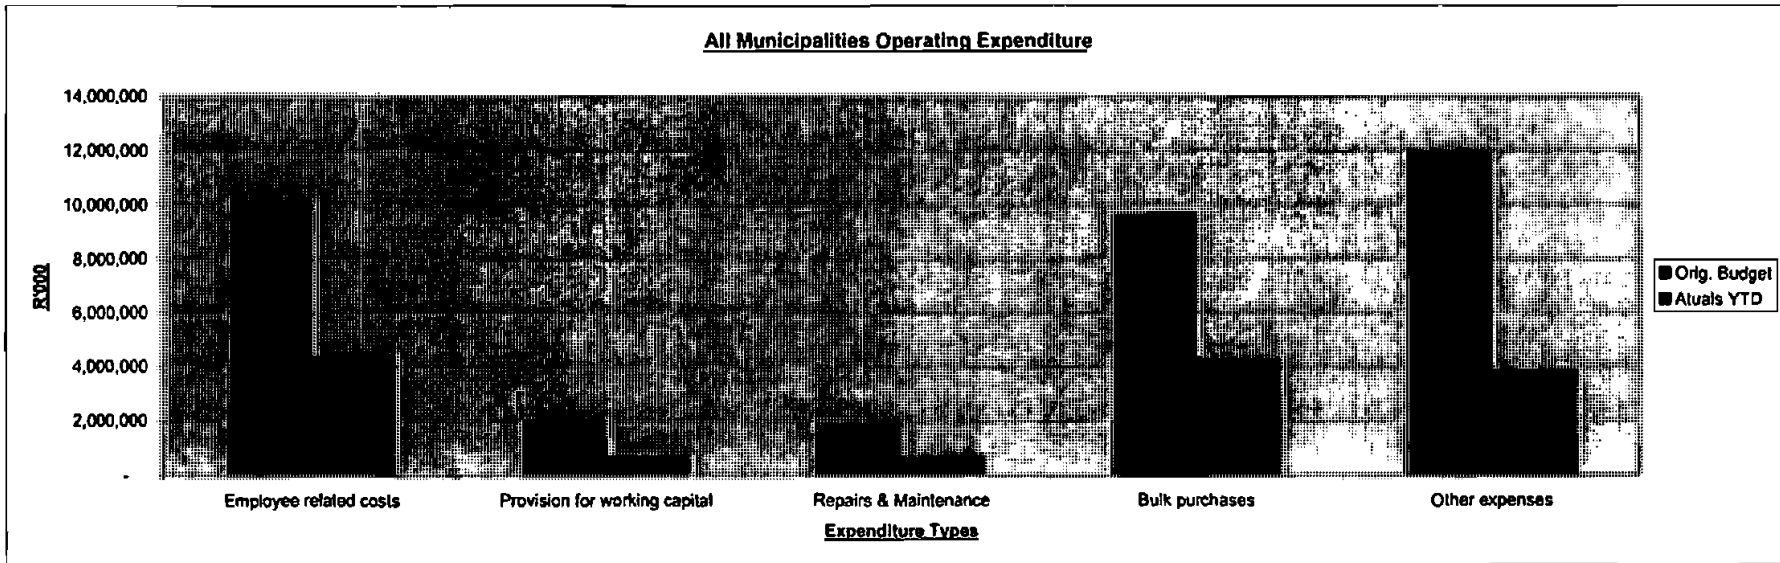 All Municipalities Operating Expenditure
14,000,000
12,000,000
10,000,000
8,000,000
6,000,000
4,000,000
2,000,000
-
R'000
Employee related costs
Provision for working capital
Repairs & Maintenance
Bulk purchases
Other expenses
Expenditure Types
Orig. Budget
Atuals YTD